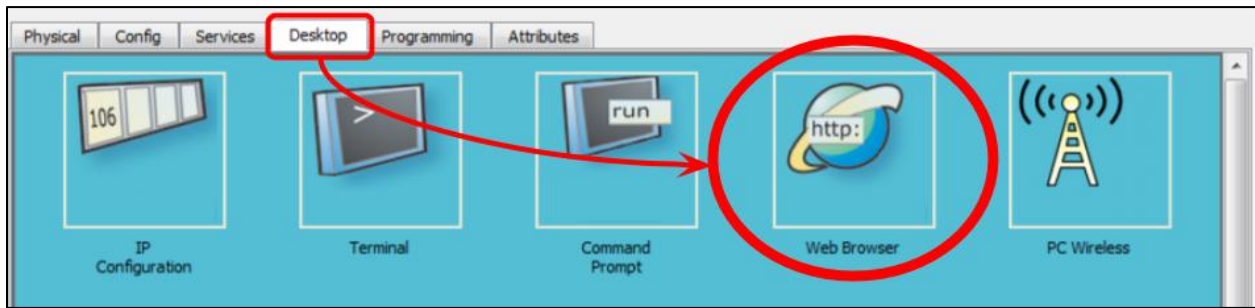 Physical Config Services Desktop Programming Attributes
106 > run http:
IP Terminal Command Web Browser PC Wireless
Configuration Prompt